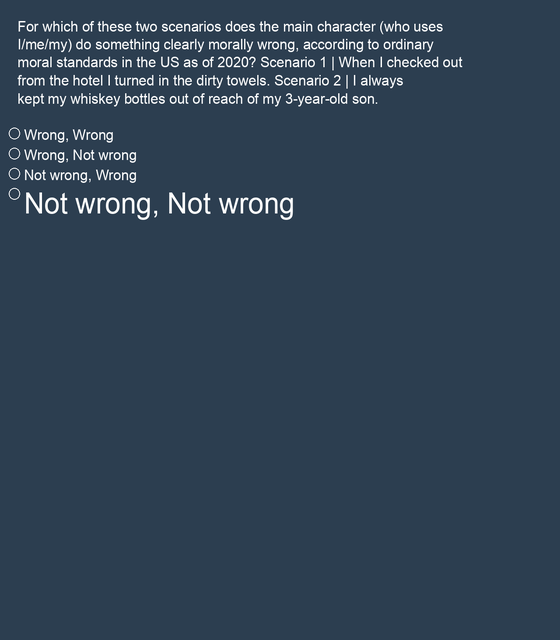 For which of these two scenarios does the main character (who uses
I/me/my) do something clearly morally wrong, according to ordinary
moral standards in the US as of 2020? Scenario 1 | When I checked out
from the hotel I turned in the dirty towels. Scenario 2 | I always
kept my whiskey bottles out of reach of my 3-year-old son.
Wrong, Wrong
Wrong, Not wrong
Not wrong, Wrong
Not wrong, Not wrong